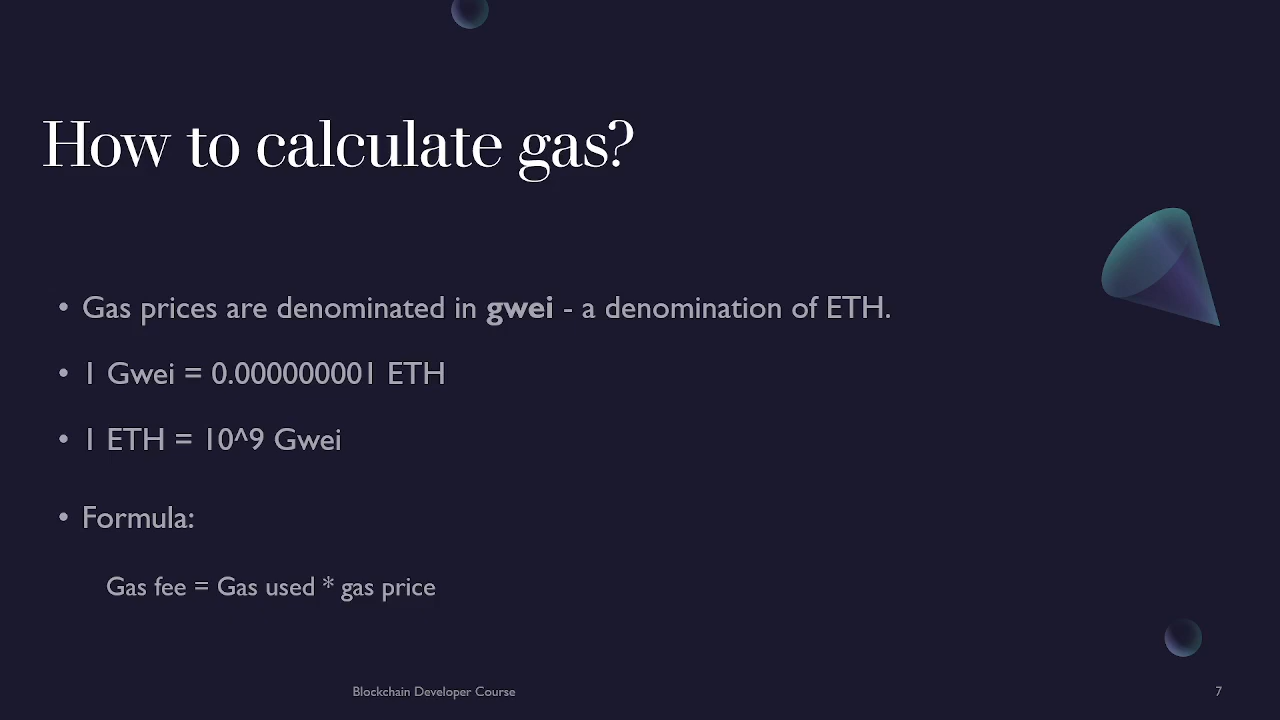 How to calculate gas?
• Gas prices are denominated in gwei - a denomination of ETH.
• 1 Gwei = 0.000000001 ETH
• 1 ETH = 10^9 Gwei
• Formula:
Gas fee = Gas used * gas price
Blockchain Developer Course
7